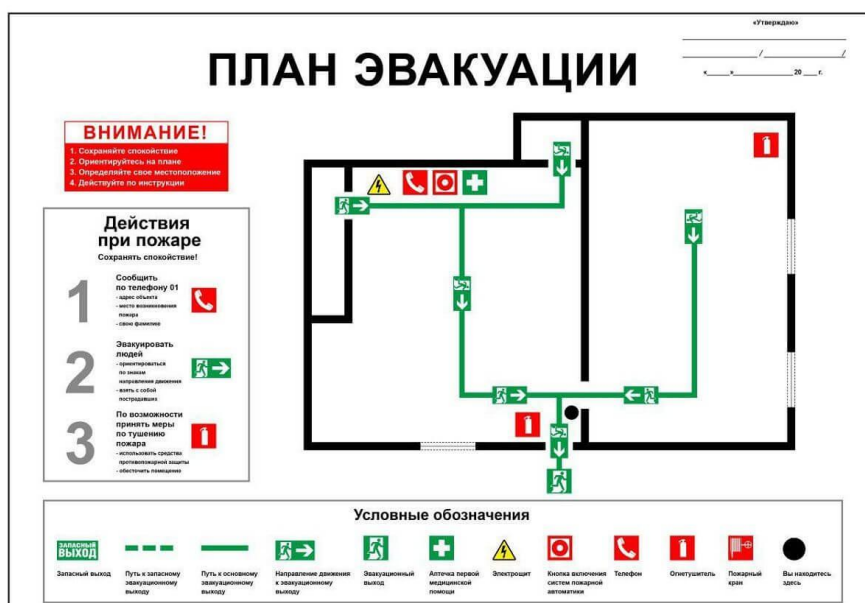 «Утверждаю»
/ /
«      »                    20    г.
ПЛАН ЭВАКУАЦИИ
ВНИМАНИЕ!
1. Сохраняйте спокойствие
2. Ориентируйтесь на плане
3. Определяйте свое местоположение
4. Действуйте по инструкции
Действия
при пожаре
Сохранять спокойствие!
1
Сообщить
по телефону 01
- адрес объекта
- место возникновения
пожара
- свою фамилию
2
Эвакуировать
людей
- ориентироваться
по знакам
направления движения
- взять с собой
пострадавших
3
По возможности
принять меры
по тушению
пожара
- использовать средства
противопожарной защиты
- обесточить помещение
Условные обозначения
ЗАПАСНЫЙ
ВЫХОД
Запасный выход
Путь к запасному
эвакуационному
выходу
Путь к основному
эвакуационному
выходу
Направление движения
к эвакуационному
выходу
Эвакуационный
выход
Аптечка первой
медицинской
помощи
Электрощит
Кнопка включения
систем пожарной
автоматики
Телефон
Огнетушитель
Пожарный
кран
Вы находитесь
здесь